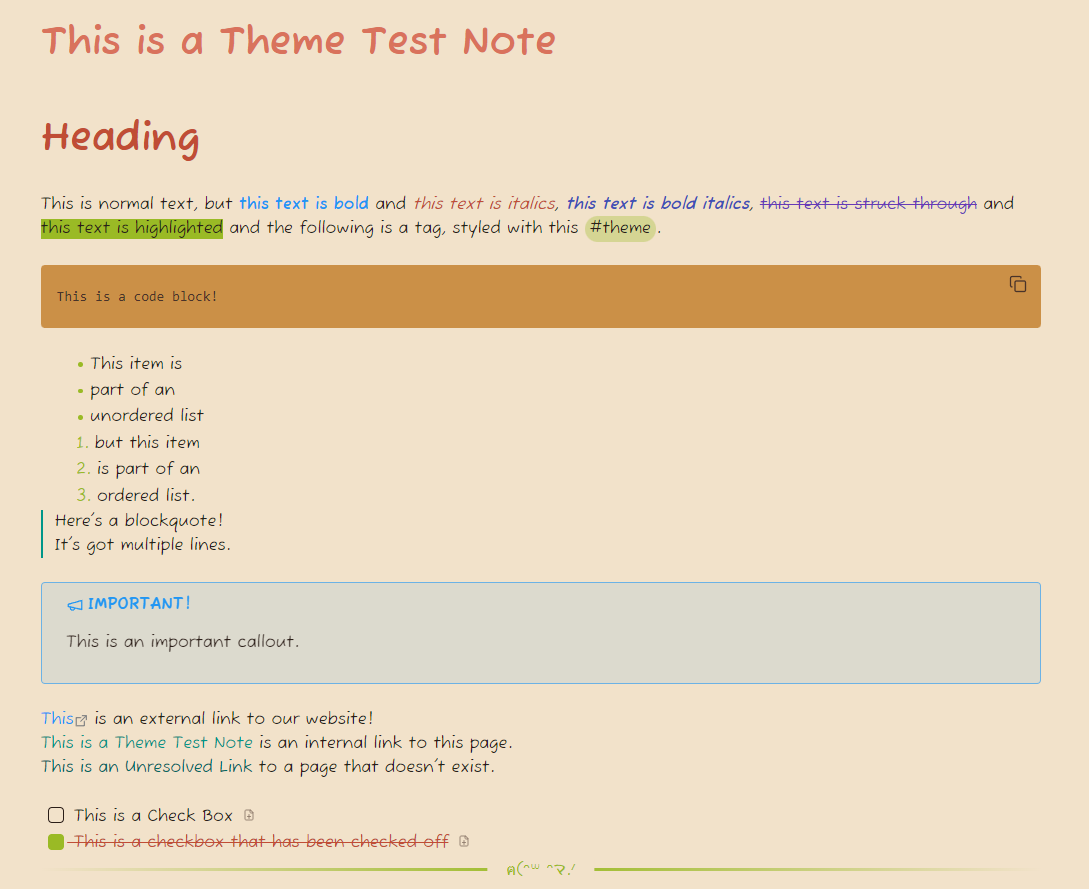 This is a Theme Test Note
Heading
This is normal text, but this text is bold and this text is italics, this text is bold italics, this text is struck through and
this text is highlighted and the following is a tag, styled with this #theme.
This is a code block!
• This item is
• part of an
• unordered list
1. but this item
2. is part of an
3. ordered list.
Here's a blockquote!
It's got multiple lines.
IMPORTANT!
This is an important callout.
This is an external link to our website!
This is a Theme Test Note is an internal link to this page.
This is an Unresolved Link to a page that doesn't exist.
This is a Check Box
This is a checkbox that has been checked off